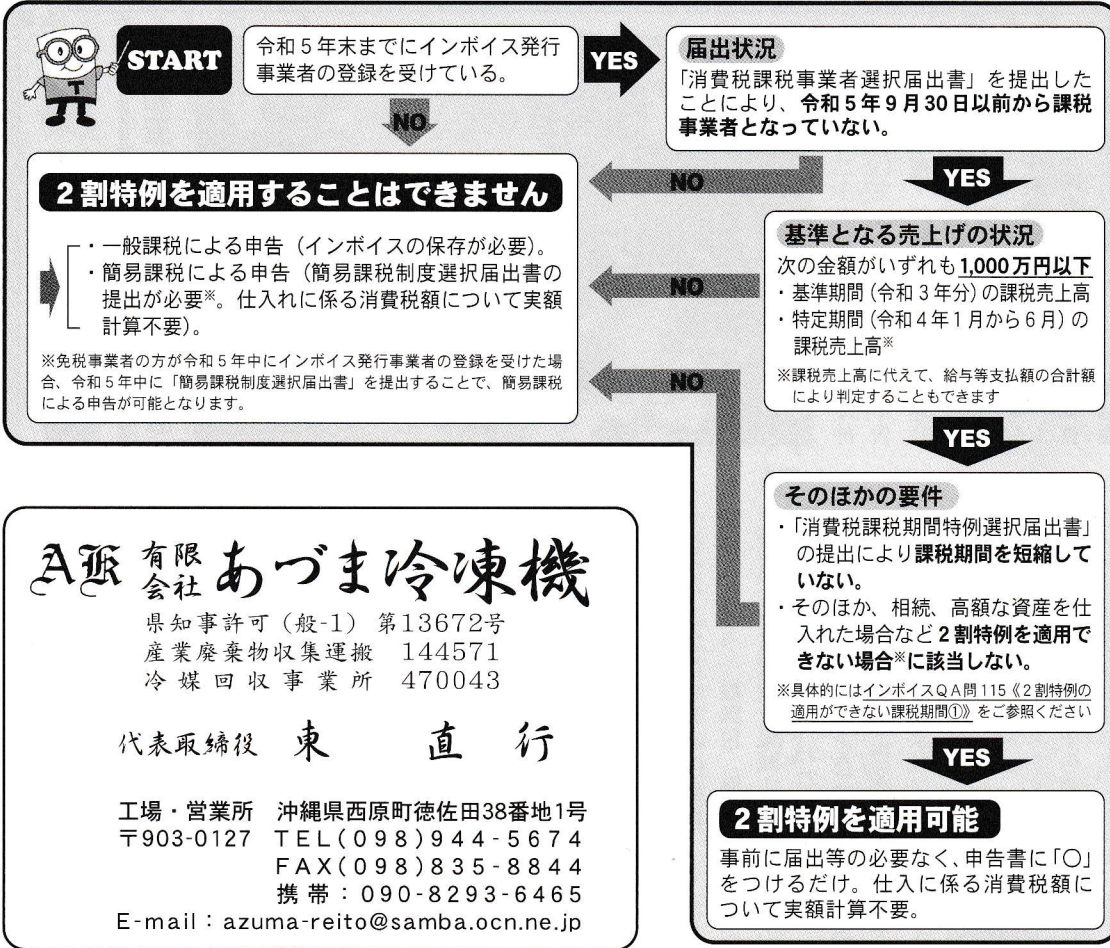 START
令和5年末までにインボイス発行
事業者の登録を受けている。
YES
届出状況
「消費税課税事業者選択届出書」を提出した
ことにより、令和5年9月30日以前から課税
事業者となっていない。
NO
NO
YES
2割特例を適用することはできません
・一般課税による申告(インボイスの保存が必要)。
・簡易課税による申告(簡易課税制度選択届出書の
提出が必要※。仕入れに係る消費税額について実額
計算不要)。
※免税事業者の方が令和5年中にインボイス発行事業者の登録を受けた場
合、令和5年中に「簡易課税制度選択届出書」を提出することで、簡易課税
による申告が可能となります。
NO
基準となる売上げの状況
次の金額がいずれも1,000万円以下
・基準期間(令和3年分)の課税売上高
・特定期間(令和4年1月から6月)の
課税売上高※
※課税売上高に代えて、給与等支払額の合計額
により判定することもできます
NO
YES
そのほかの要件
・「消費税課税期間特例選択届出書」
の提出により課税期間を短縮して
いない。
・そのほか、相続、高額な資産を仕
入れた場合など2割特例を適用で
きない場合※に該当しない。
※具体的にはインボイスQA問115《2割特例の
適用ができない課税期間①》をご参照ください
YES
2割特例を適用可能
事前に届出等の必要なく、申告書に「○」
をつけるだけ。仕入に係る消費税額に
ついて実額計算不要。
AR 有限会社 あづま冷凍機
県知事許可(般-1) 第13672号
産業廃棄物収集運搬 144571
冷媒回収事業所 470043
代表取締役 東 直行
工場・営業所 沖縄県西原町徳佐田38番地1号
〒903-0127 TEL(098)944-5674
FAX(098)835-8844
携帯:090-8293-6465
E-mail:azuma-reito@samba.ocn.ne.jp